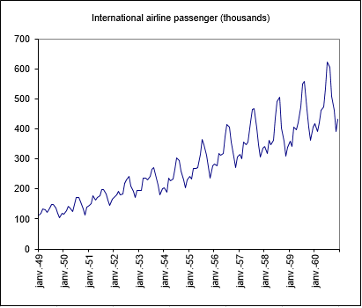 International airline passenger (thousands)
700
600
500
400
300
200
100
0
janv.-49
janv.-50
janv.-51
janv.-52
janv.-53
janv.-54
janv.-55
janv.-56
janv.-57
janv.-58
janv.-59
janv.-60